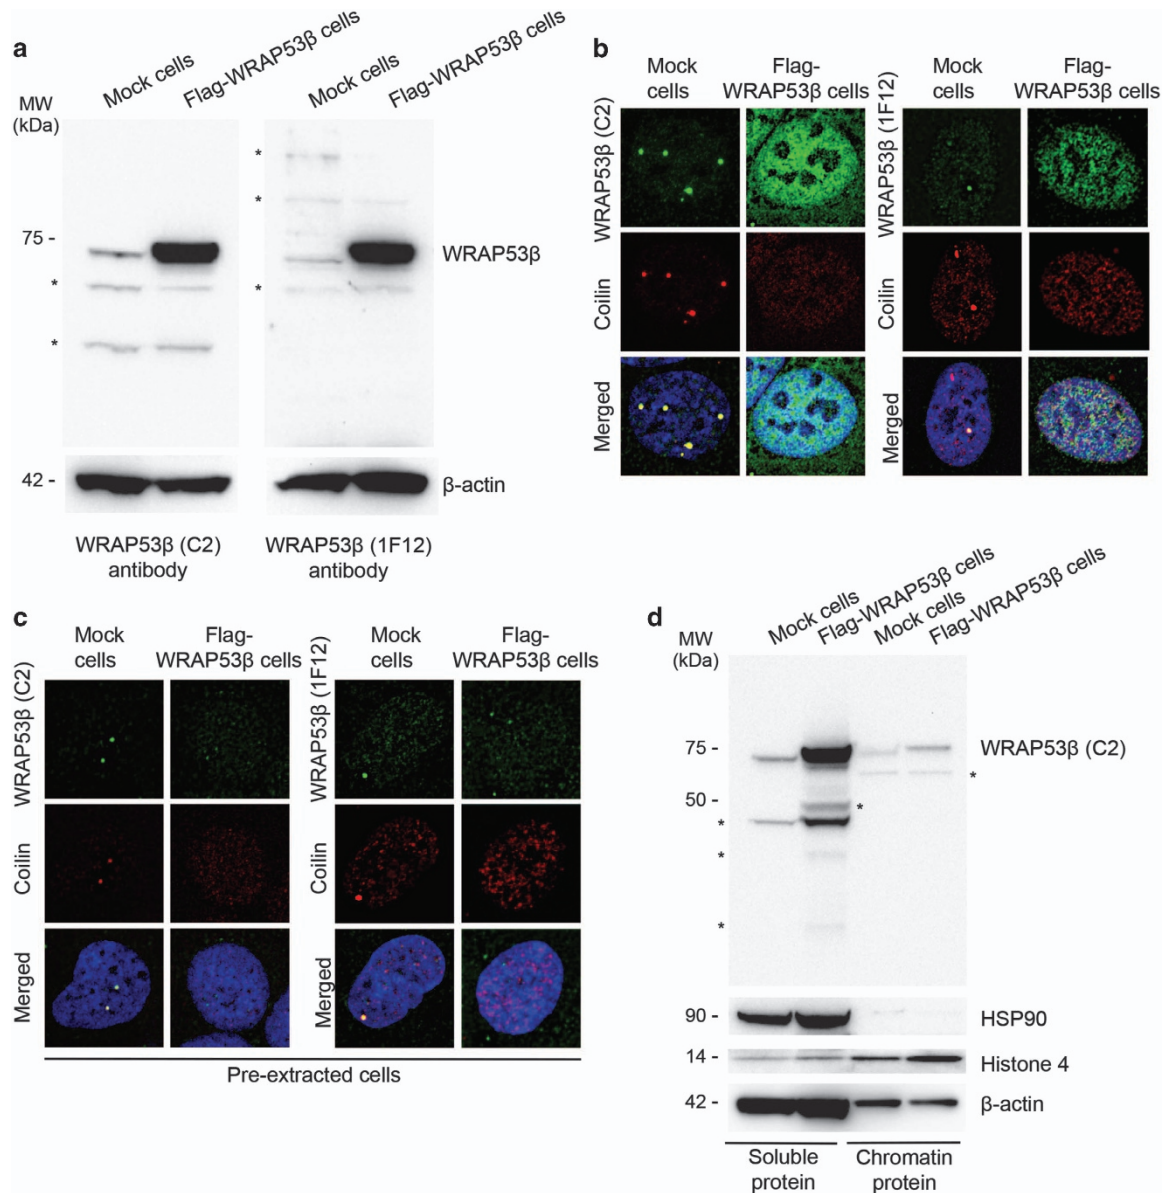 a
MW
(kDa)
Mock cells
Flag-WRAP53β cells
Mock cells
Flag-WRAP53β cells
*
*
75 -
WRAP53β
*
*
*
42 -
β-actin
WRAP53β (C2)
antibody
WRAP53β (1F12)
antibody
b
Mock
cells
Flag-
WRAP53β cells
Mock
cells
Flag-
WRAP53β cells
WRAP53β (C2)
WRAP53β (1F12)
Coilin
Coilin
Merged
Merged
c
Mock
cells
Flag-
WRAP53β cells
Mock
cells
Flag-
WRAP53β cells
WRAP53β (C2)
WRAP53β (1F12)
Coilin
Coilin
Merged
Merged
Pre-extracted cells
d
MW
(kDa)
Mock cells
Flag-WRAP53β cells
Mock cells
Flag-WRAP53β cells
75 -
WRAP53β (C2)
*
50 -
*
*
*
*
90 -
HSP90
14 -
Histone 4
42 -
β-actin
Soluble
protein
Chromatin
protein